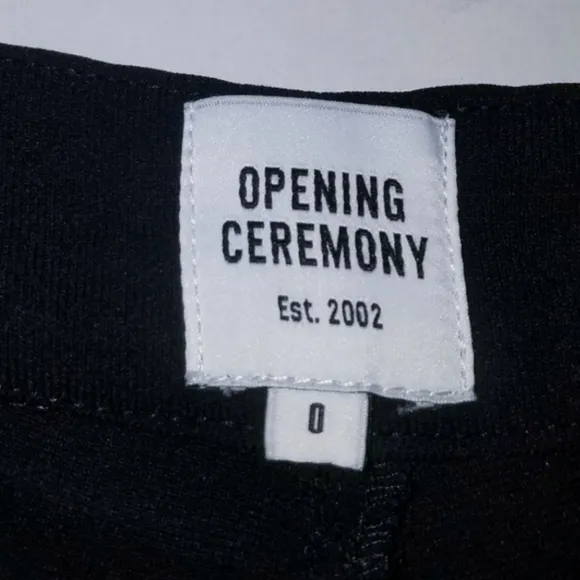 OPENING
CEREMONY
Est. 2002
0